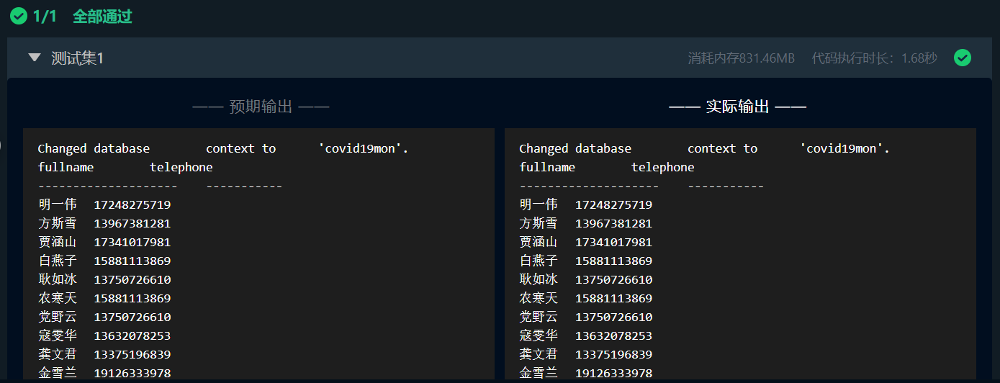 1/1 全部通过
测试集1 消耗内存831.46MB 代码执行时长：1.68秒
—— 预期输出 ——
Changed database context to 'covid19mon'.
fullname telephone
-------------------- -----------
明一伟 17248275719
方斯雪 13967381281
贾涵山 17341017981
白燕子 15881113869
耿如冰 13750726610
农寒天 15881113869
党野云 13750726610
寇雯华 13632078253
龚文君 13375196839
金雪兰 19126333978
—— 实际输出 ——
Changed database context to 'covid19mon'.
fullname telephone
-------------------- -----------
明一伟 17248275719
方斯雪 13967381281
贾涵山 17341017981
白燕子 15881113869
耿如冰 13750726610
农寒天 15881113869
党野云 13750726610
寇雯华 13632078253
龚文君 13375196839
金雪兰 19126333978